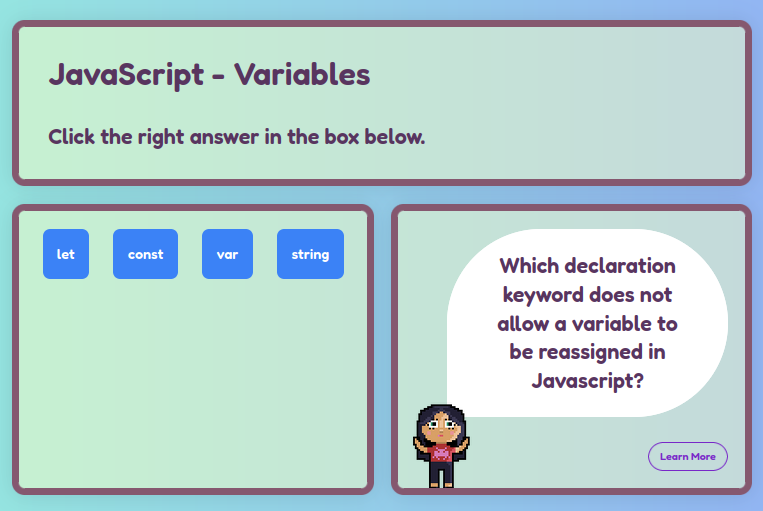 JavaScript - Variables
Click the right answer in the box below.
let
const
var
string
Which declaration
keyword does not
allow a variable to
be reassigned in
Javascript?
Learn More